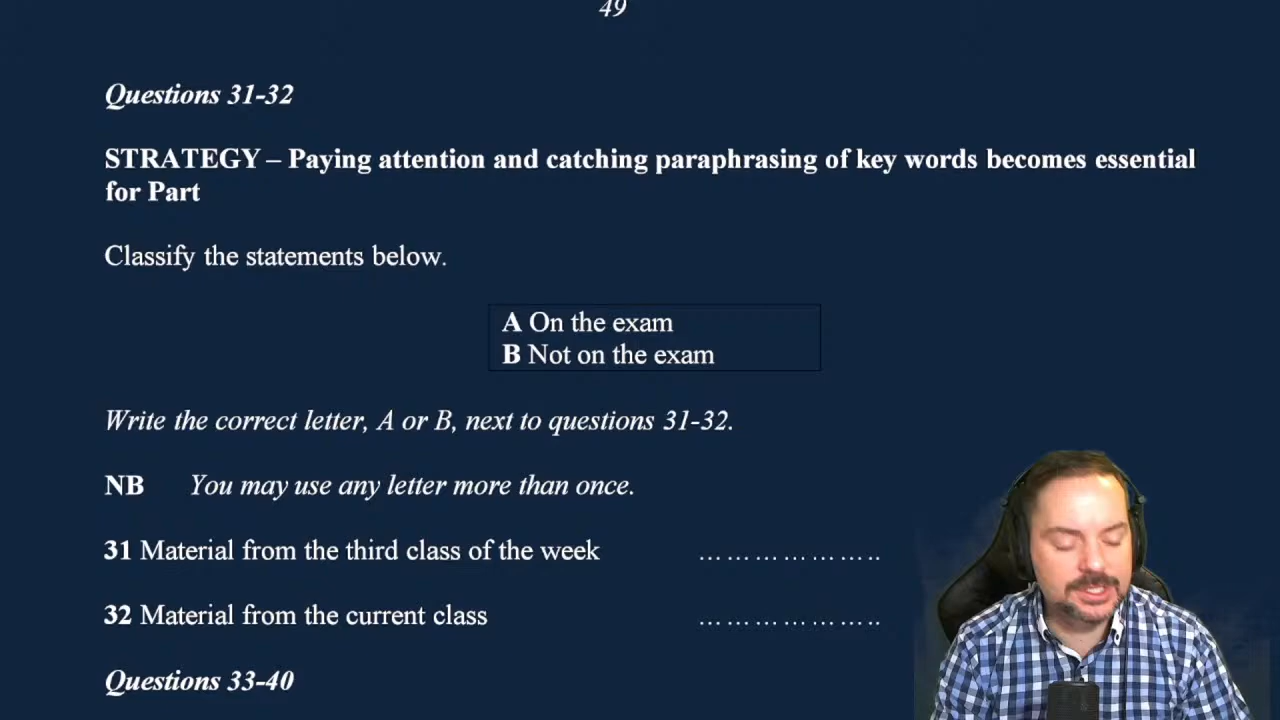 49
Questions 31-32
STRATEGY – Paying attention and catching paraphrasing of key words becomes essential
for Part
Classify the statements below.
A On the exam
B Not on the exam
Write the correct letter, A or B, next to questions 31-32.
NB You may use any letter more than once.
31 Material from the third class of the week ………………..
32 Material from the current class ………………..
Questions 33-40